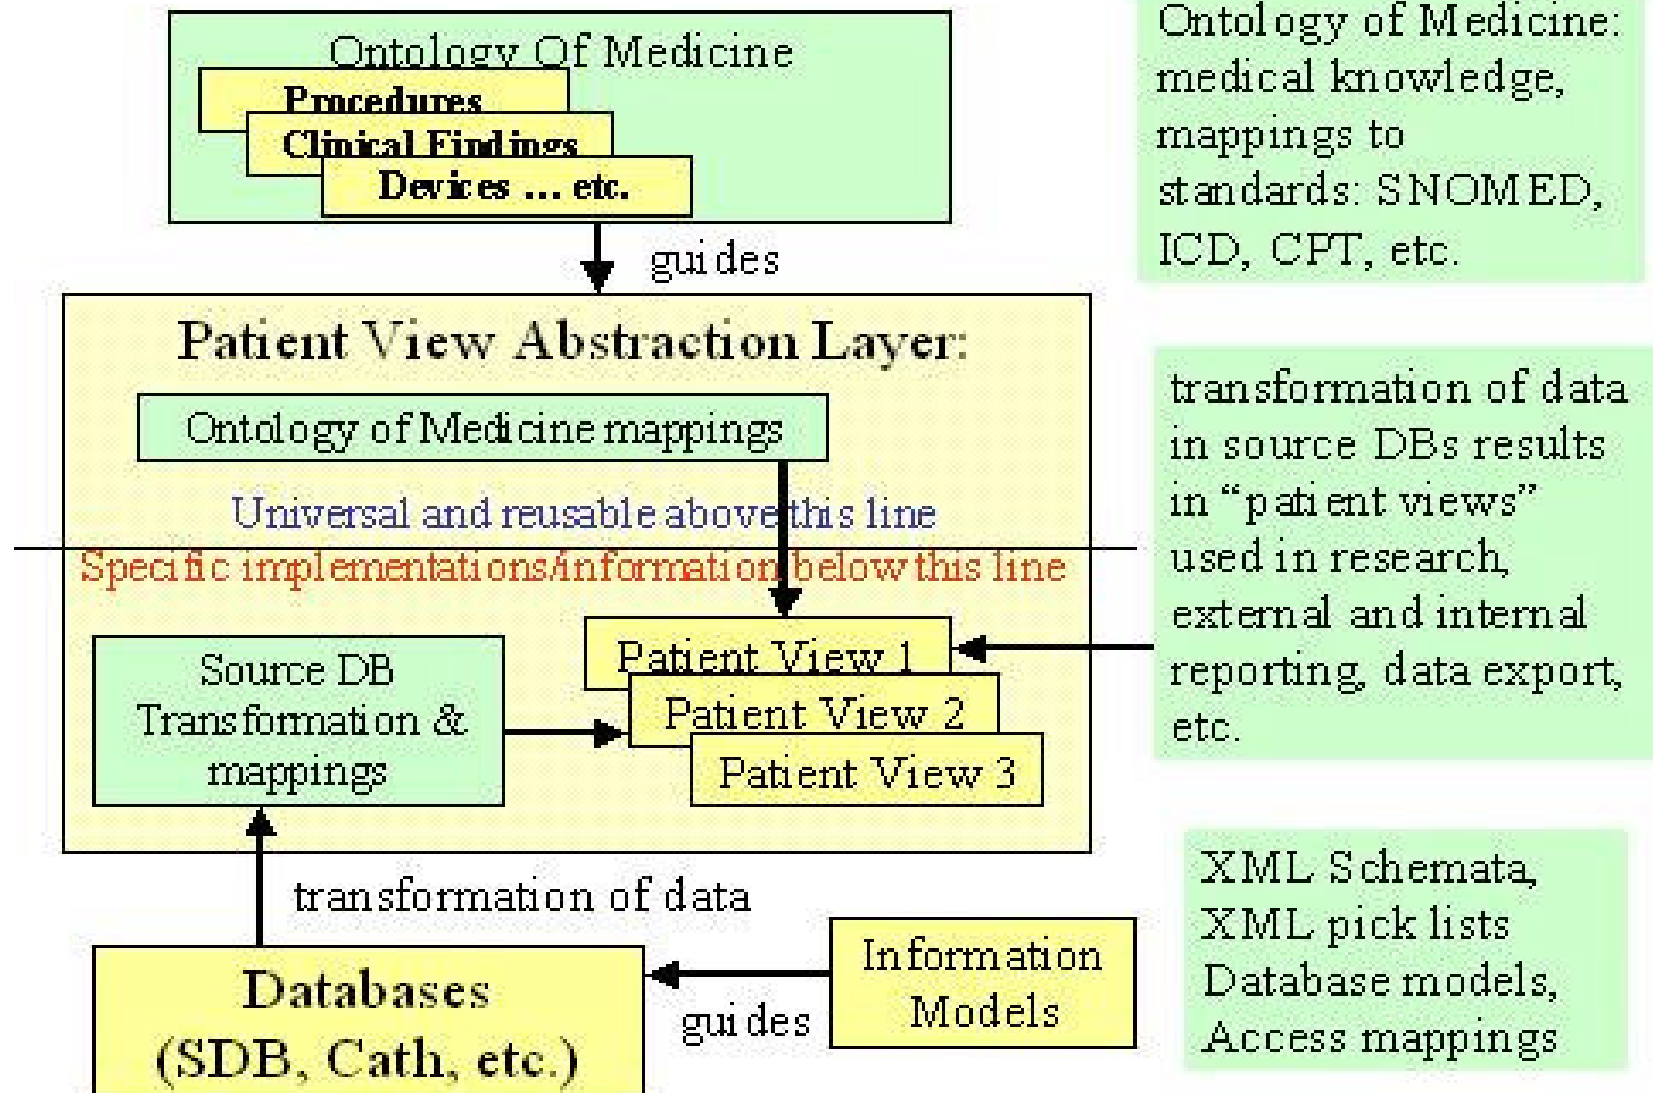 Ontology Of Medicine
Procedures
Clinical Findings
Devices ... etc.
guides
Patient View Abstraction Layer:
Ontology of Medicine mappings
Universal and reusable above this line
Specific implementations/information below this line
Source DB
Transformation &
mappings
Patient View 1
Patient View 2
Patient View 3
transformation of data
Databases
(SDB, Cath, etc.)
guides
Information
Models
Ontology of Medicine:
medical knowledge,
mappings to
standards: SNOMED,
ICD, CPT, etc.
transformation of data
in source DBs results
in “patient views”
used in research,
external and internal
reporting, data export,
etc.
XML Schemata,
XML pick lists
Database models,
Access mappings